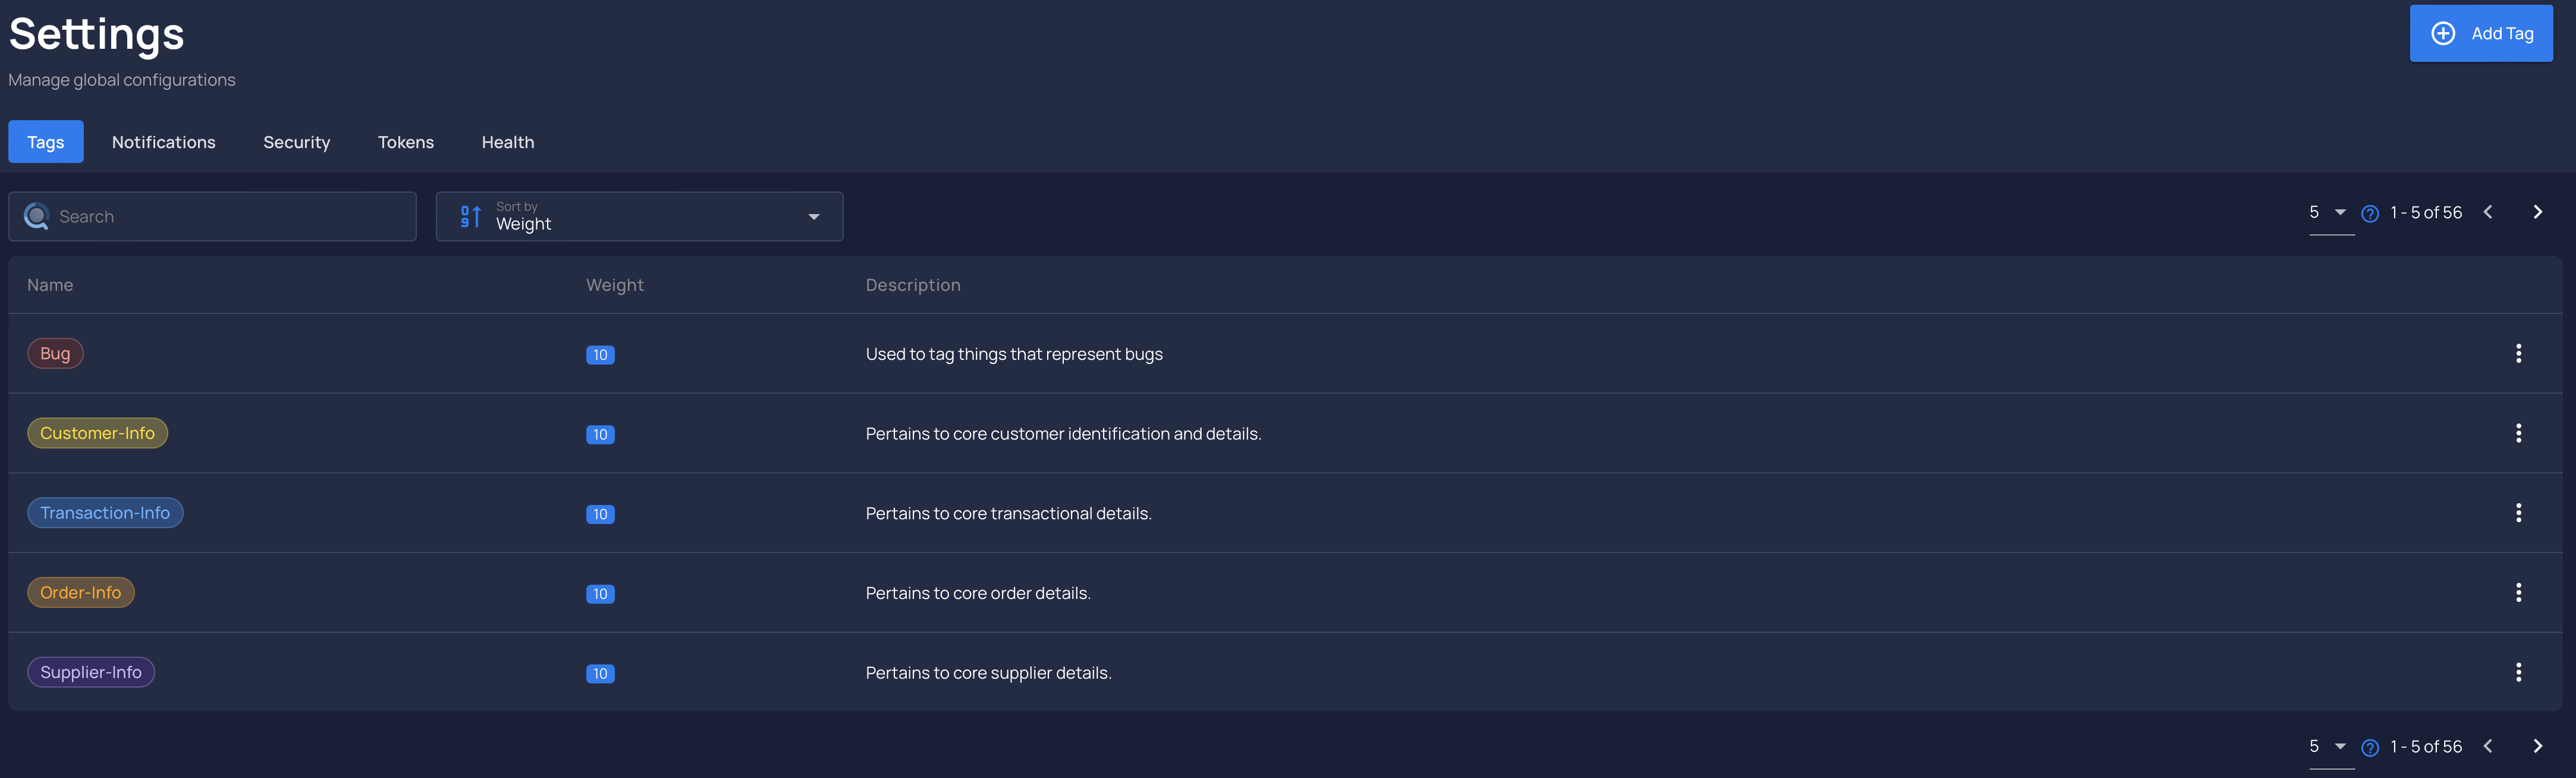 Settings
Add Tag
Manage global configurations
Tags Notifications Security Tokens Health
Search
Sort by
Weight
5 1 - 5 of 56
Name Weight Description
Bug 10 Used to tag things that represent bugs
Customer-Info 10 Pertains to core customer identification and details.
Transaction-Info 10 Pertains to core transactional details.
Order-Info 10 Pertains to core order details.
Supplier-Info 10 Pertains to core supplier details.
5 1 - 5 of 56